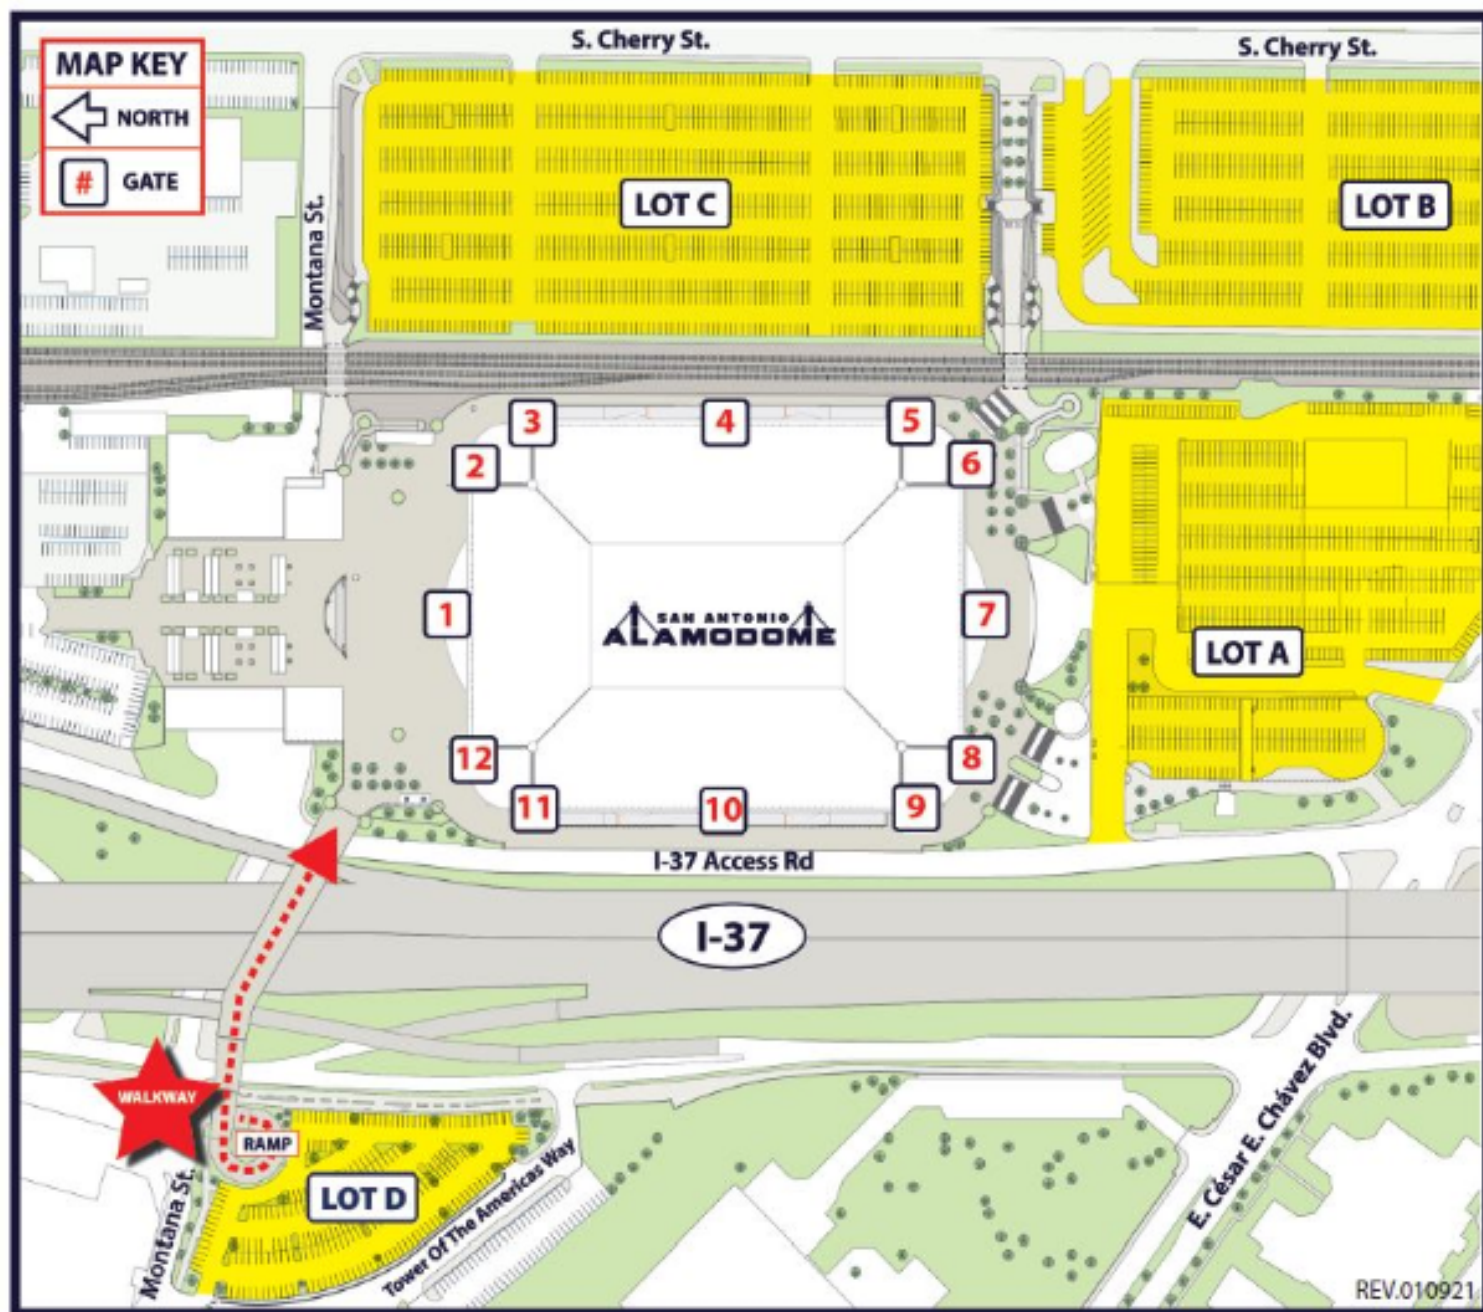 S. Cherry St.
S. Cherry St.
MAP KEY
NORTH
# GATE
LOT C
LOT B
Montana St.
3
4
5
2
6
1
SAN ANTONIO
ALAMODOME
7
LOT A
12
8
11
10
9
I-37 Access Rd
I-37
WALKWAY
RAMP
LOT D
Montana St.
Tower Of The Americas Way
E. César E. Chávez Blvd.
REV.010921